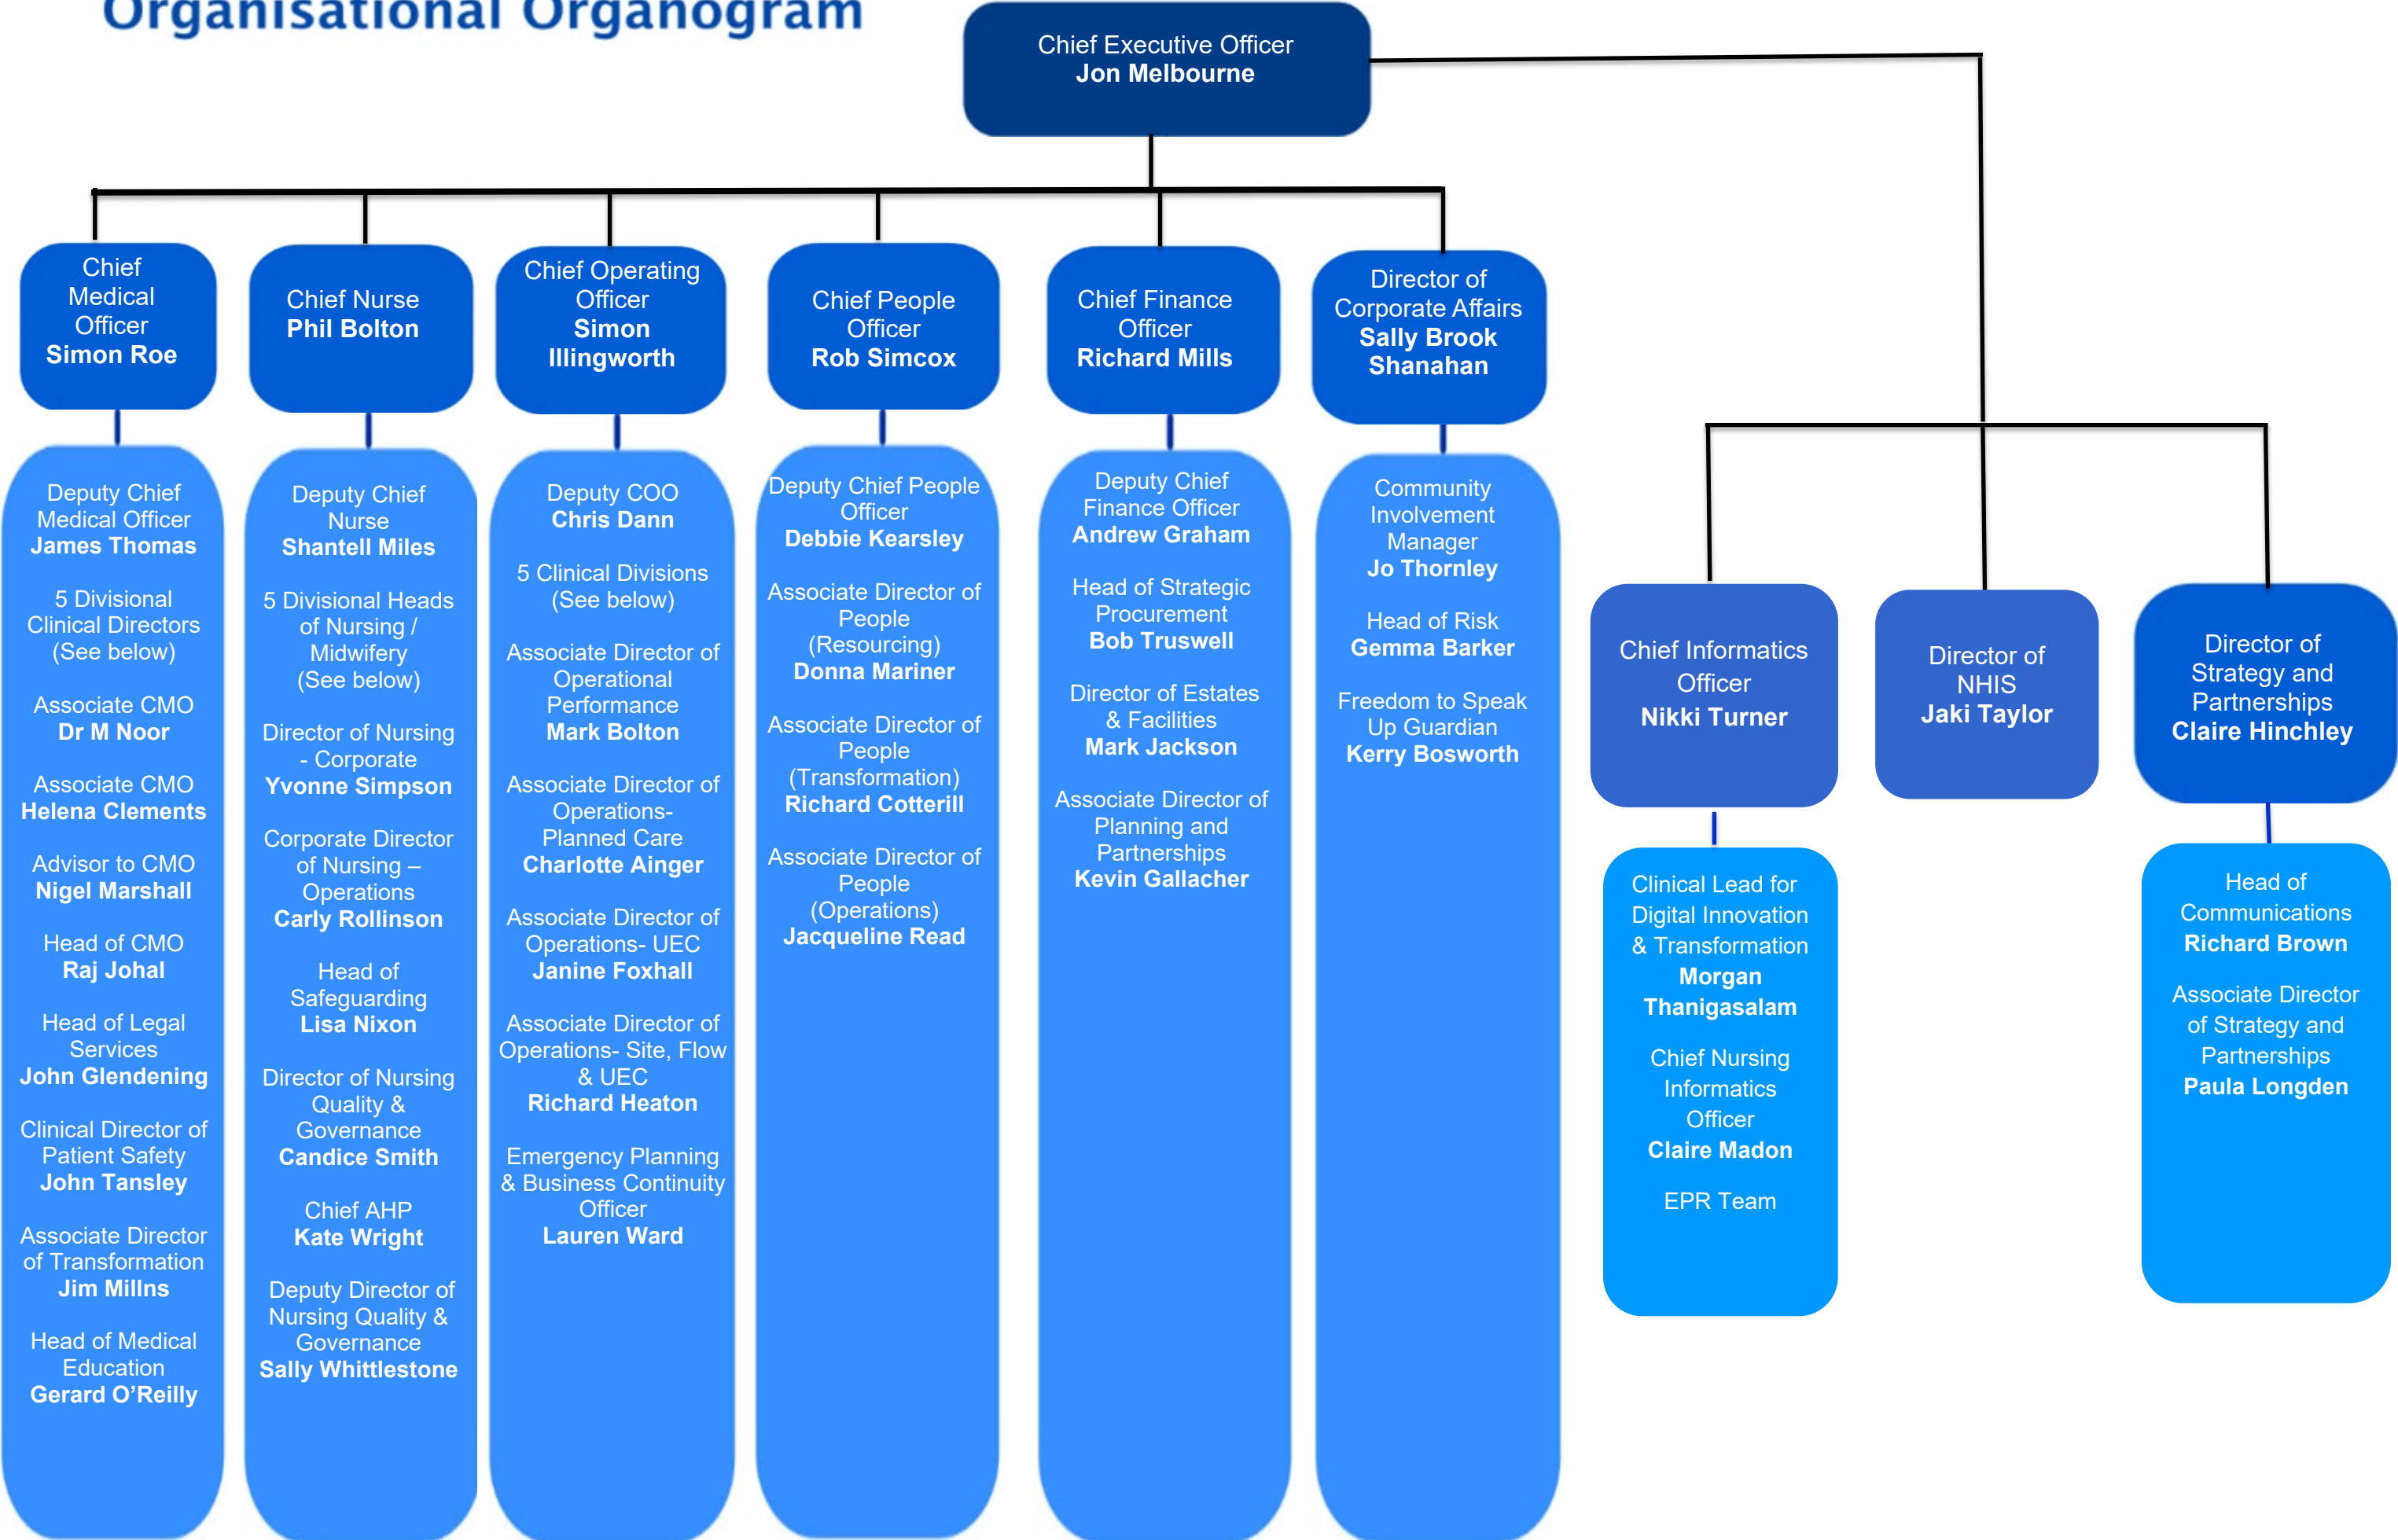 Organisational Organogram
Chief Executive Officer
Jon Melbourne
Chief
Medical
Officer
Simon Roe
Chief Nurse
Phil Bolton
Chief Operating
Officer
Simon
Illingworth
Chief People
Officer
Rob Simcox
Chief Finance
Officer
Richard Mills
Director of
Corporate Affairs
Sally Brook
Shanahan
Deputy Chief
Medical Officer
James Thomas
5 Divisional
Clinical Directors
(See below)
Associate CMO
Dr M Noor
Associate CMO
Helena Clements
Advisor to CMO
Nigel Marshall
Head of CMO
Raj Johal
Head of Legal
Services
John Glendening
Clinical Director of
Patient Safety
John Tansley
Associate Director
of Transformation
Jim Millns
Head of Medical
Education
Gerard O’Reilly
Deputy Chief
Nurse
Shantell Miles
5 Divisional Heads
of Nursing /
Midwifery
(See below)
Director of Nursing
- Corporate
Yvonne Simpson
Corporate Director
of Nursing –
Operations
Carly Rollinson
Head of
Safeguarding
Lisa Nixon
Director of Nursing
Quality &
Governance
Candice Smith
Chief AHP
Kate Wright
Deputy Director of
Nursing Quality &
Governance
Sally Whittlestone
Deputy COO
Chris Dann
5 Clinical Divisions
(See below)
Associate Director of
Operational
Performance
Mark Bolton
Associate Director of
Operations-
Planned Care
Charlotte Ainger
Associate Director of
Operations- UEC
Janine Foxhall
Associate Director of
Operations- Site, Flow
& UEC
Richard Heaton
Emergency Planning
& Business Continuity
Officer
Lauren Ward
Deputy Chief People
Officer
Debbie Kearsley
Associate Director of
People
(Resourcing)
Donna Mariner
Associate Director of
People
(Transformation)
Richard Cotterill
Associate Director of
People
(Operations)
Jacqueline Read
Deputy Chief
Finance Officer
Andrew Graham
Head of Strategic
Procurement
Bob Truswell
Director of Estates
& Facilities
Mark Jackson
Associate Director of
Planning and
Partnerships
Kevin Gallacher
Community
Involvement
Manager
Jo Thornley
Head of Risk
Gemma Barker
Freedom to Speak
Up Guardian
Kerry Bosworth
Chief Informatics
Officer
Nikki Turner
Director of
NHIS
Jaki Taylor
Director of
Strategy and
Partnerships
Claire Hinchley
Clinical Lead for
Digital Innovation
& Transformation
Morgan
Thanigasalam
Chief Nursing
Informatics
Officer
Claire Madon
EPR Team
Head of
Communications
Richard Brown
Associate Director
of Strategy and
Partnerships
Paula Longden